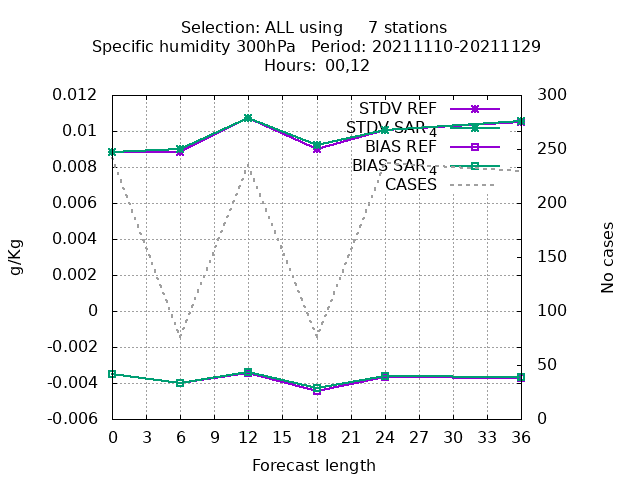 Selection: ALL using 7 stations
Specific humidity 300hPa Period: 20211110-20211129
Hours: 00,12
0.012
0.01
0.008
0.006
0.004
0.002
0
-0.002
-0.004
-0.006
g/Kg
STDV REF
STDV SAR_4
BIAS REF
BIAS SAR_4
CASES
300
250
200
150
100
50
0
No cases
0 3 6 9 12 15 18 21 24 27 30 33 36
Forecast length